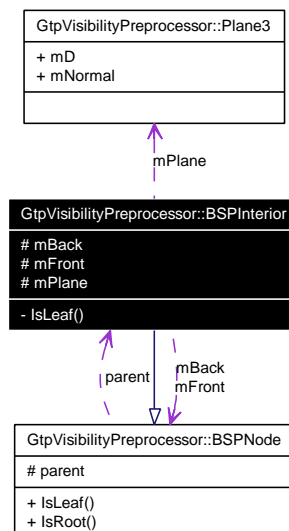 GtpVisibilityPreprocessor::Plane3
+ mD
+ mNormal
mPlane
GtpVisibilityPreprocessor::BSPInterior
# mBack
# mFront
# mPlane
- IsLeaf()
parent
mBack
mFront
GtpVisibilityPreprocessor::BSPNode
# parent
+ IsLeaf()
+ IsRoot()